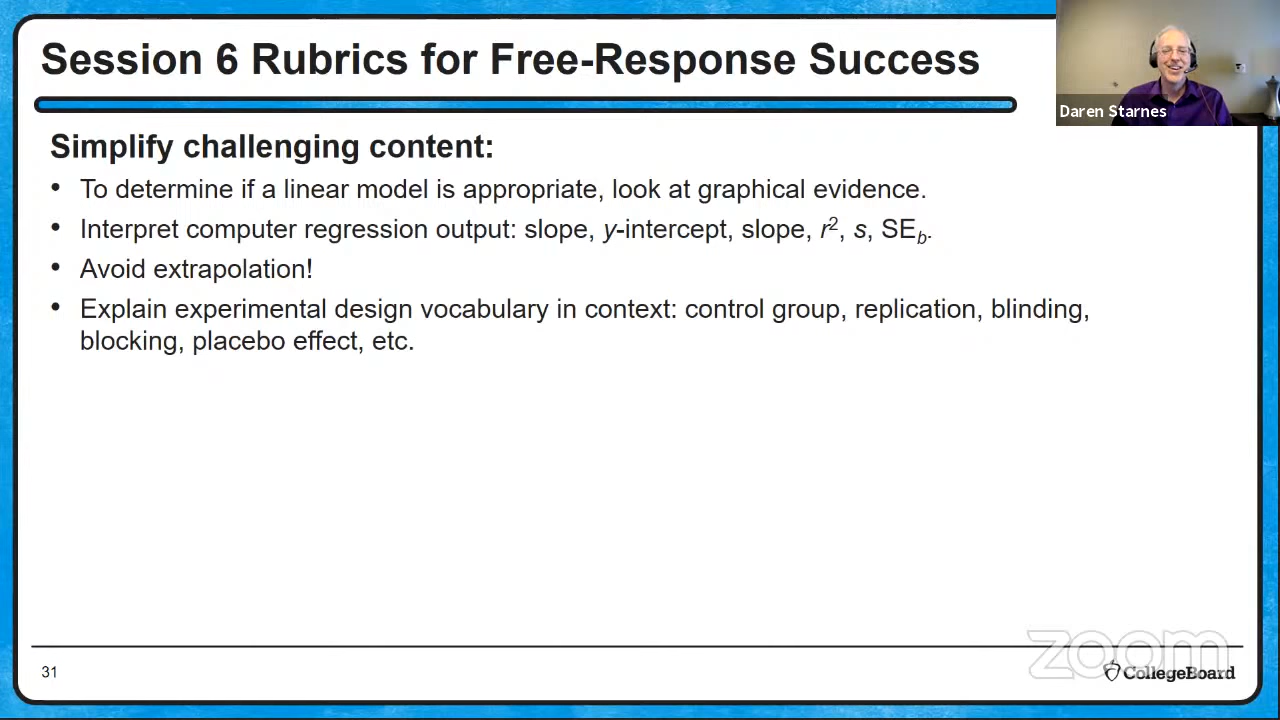 Session 6 Rubrics for Free-Response Success
Daren Starnes
Simplify challenging content:
• To determine if a linear model is appropriate, look at graphical evidence.
• Interpret computer regression output: slope, y-intercept, slope, r², s, SE_b.
• Avoid extrapolation!
• Explain experimental design vocabulary in context: control group, replication, blinding,
blocking, placebo effect, etc.
zoom
31
CollegeBoard